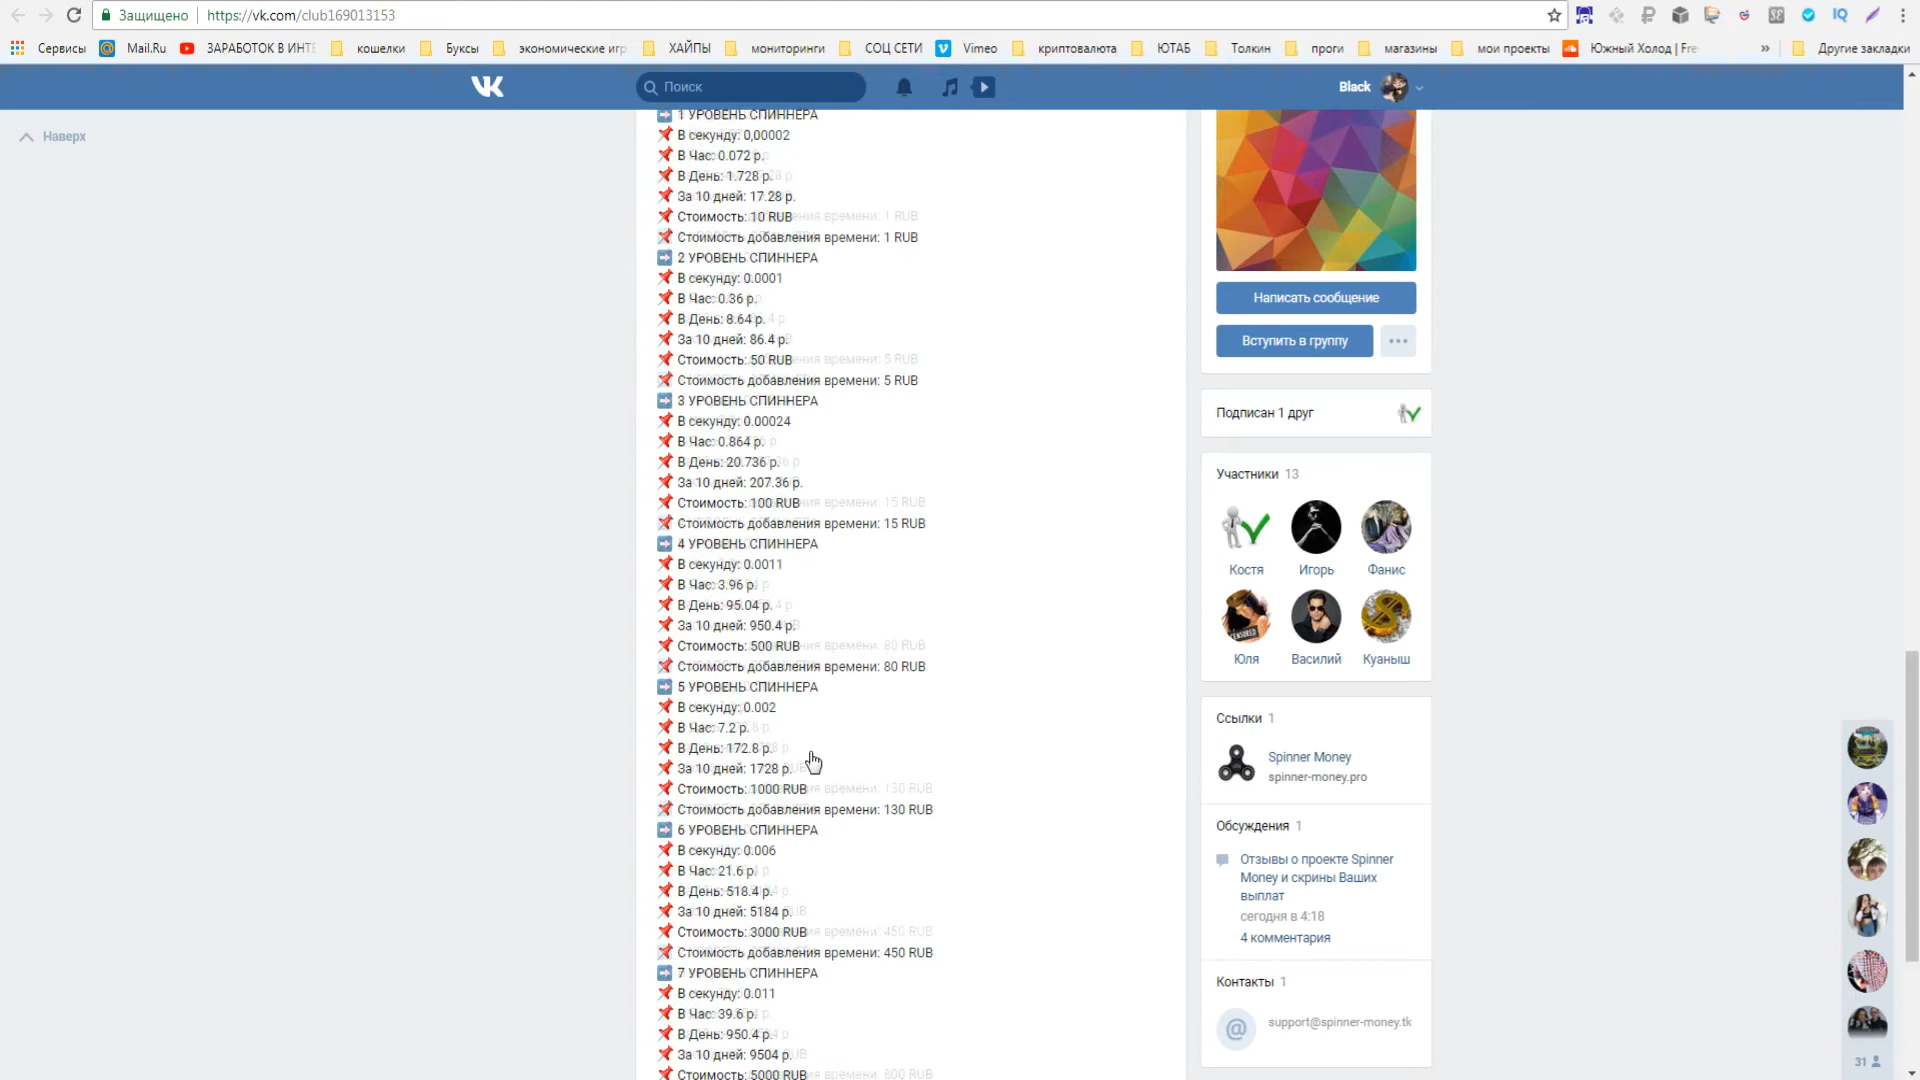 Защищено
https://vk.com/club169013153
Сервисы
Mail.Ru
ЗАРАБОТОК В ИНТЕ
кошелки
Буксы
экономические игр
ХАЙПЫ
мониторинги
СОЦ СЕТИ
Vimeo
криптовалюта
ЮТАБ
Толкин
проги
магазины
мои проекты
Южный Холод | Fre
»
Другие закладки
Поиск
Black
Наверх
1 УРОВЕНЬ СПИННЕРА
В секунду: 0,00002
В Час: 0.072 р.
В День: 1.728 р.
За 10 дней: 17.28 р.
Стоимость: 10 RUB
Стоимость добавления времени: 1 RUB
2 УРОВЕНЬ СПИННЕРА
В секунду: 0.0001
В Час: 0.36 р.
В День: 8.64 р.
За 10 дней: 86.4 р.
Стоимость: 50 RUB
Стоимость добавления времени: 5 RUB
3 УРОВЕНЬ СПИННЕРА
В секунду: 0.00024
В Час: 0.864 р.
В День: 20.736 р.
За 10 дней: 207.36 р.
Стоимость: 100 RUB
Стоимость добавления времени: 15 RUB
4 УРОВЕНЬ СПИННЕРА
В секунду: 0.0011
В Час: 3.96 р.
В День: 95.04 р.
За 10 дней: 950.4 р.
Стоимость: 500 RUB
Стоимость добавления времени: 80 RUB
5 УРОВЕНЬ СПИННЕРА
В секунду: 0.002
В Час: 7.2 р.
В День: 172.8 р.
За 10 дней: 1728 р.
Стоимость: 1000 RUB
Стоимость добавления времени: 130 RUB
6 УРОВЕНЬ СПИННЕРА
В секунду: 0.006
В Час: 21.6 р.
В День: 518.4 р.
За 10 дней: 5184 р.
Стоимость: 3000 RUB
Стоимость добавления времени: 450 RUB
7 УРОВЕНЬ СПИННЕРА
В секунду: 0.011
В Час: 39.6 р.
В День: 950.4 р.
За 10 дней: 9504 р.
Стоимость: 5000 RUB
Написать сообщение
Вступить в группу
Подписан 1 друг
Участники 13
Костя
Игорь
Фанис
CENSORED
Юля
Василий
Куаныш
Ссылки 1
Spinner Money
spinner-money.pro
Обсуждения 1
Отзывы о проекте Spinner
Money и скрины Ваших
выплат
сегодня в 4:18
4 комментария
Контакты 1
support@spinner-money.tk
31